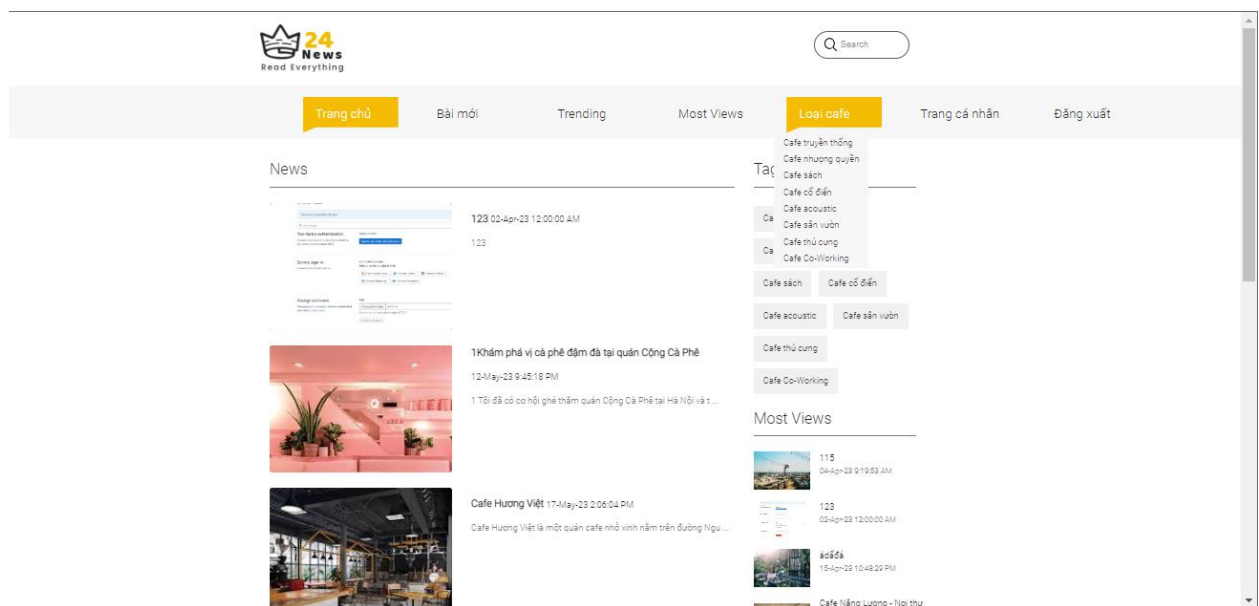 24
News
Read Everything
Search
Trang chủ
Bài mới
Trending
Most Views
Loại cafe
Trang cá nhân
Đăng xuất
Cafe truyền thống
Cafe nhượng quyền
Cafe sách
Cafe cổ điển
Cafe acoustic
Cafe sân vườn
Cafe thú cưng
Cafe Co-Working
News
123 02-Apr-23 12:00:00 AM
123
1Khám phá vị cà phê đậm đà tại quán Cộng Cà Phê
12-May-23 9:45:18 PM
1 Tôi đã có cơ hội ghé thăm quán Cộng Cà Phê tại Hà Nội và t ...
Cafe Hương Việt 17-May-23 2:06:04 PM
Cafe Hương Việt là một quán cafe nhỏ xinh nằm trên đường Ngu ...
Tag
Ca
Ca
Cafe sách
Cafe cổ điển
Cafe acoustic
Cafe sân vườn
Cafe thú cưng
Cafe Co-Working
Most Views
115
04-Apr-23 9:19:53 AM
123
02-Apr-23 12:00:00 AM
15-Apr-23 10:48:29 PM
Cafe Năng Lượng - Nơi thư